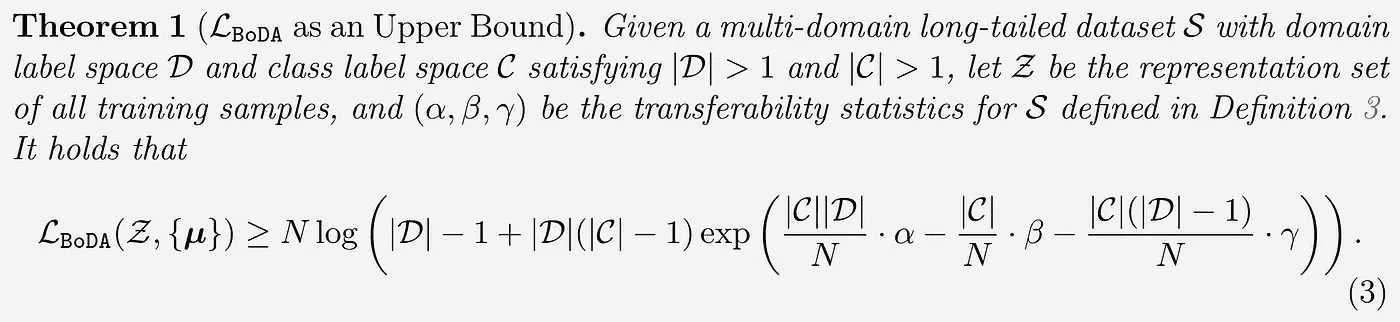 Theorem 1 (ℒ_BoDA as an Upper Bound). Given a multi-domain long-tailed dataset 𝒮 with domain
label space 𝒟 and class label space 𝒞 satisfying |𝒟| > 1 and |𝒞| > 1, let 𝒵 be the representation set
of all training samples, and (α, β, γ) be the transferability statistics for 𝒮 defined in Definition 3.
It holds that
ℒ_BoDA(𝒵, {𝝁}) ≥ N log ( |𝒟| − 1 + |𝒟|(|𝒞| − 1) exp ( |𝒞||𝒟|/N · α − |𝒞|/N · β − |𝒞|(|𝒟| − 1)/N · γ ) ) .
(3)